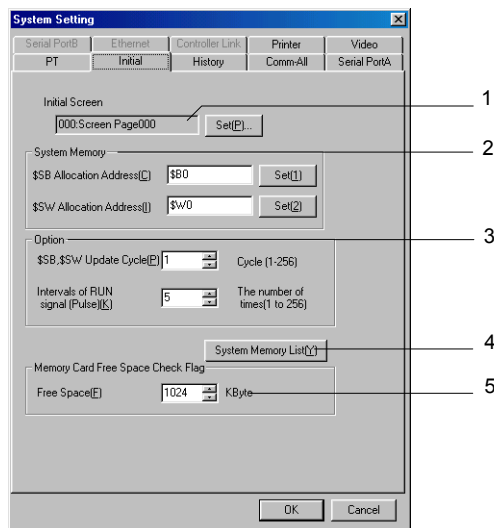 System Setting
Serial PortB Ethernet Controller Link Printer Video
PT Initial History Comm-All Serial PortA
Initial Screen
000:Screen Page000 Set(P)...
1
System Memory
2
$SB Allocation Address(C) $B0 Set(1)
$SW Allocation Address(I) $W0 Set(2)
Option
3
$SB,$SW Update Cycle(P) 1 Cycle (1-256)
Intervals of RUN signal (Pulse)(K) 5 The number of times(1 to 256)
System Memory List(Y)
4
Memory Card Free Space Check Flag
Free Space(F) 1024 KByte
5
OK Cancel